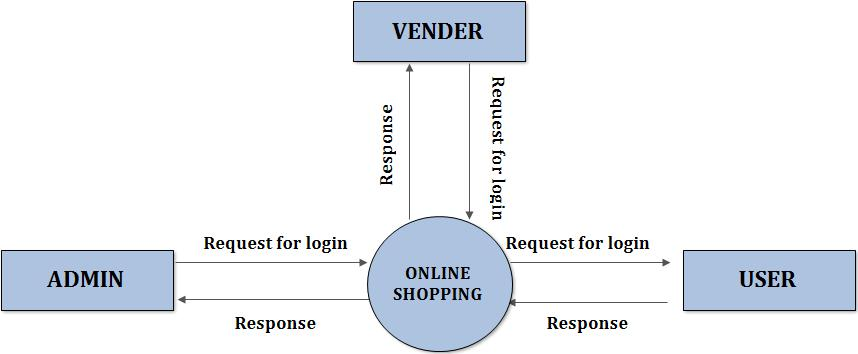 VENDER
Response
Request for login
Request for login
Request for login
ADMIN
ONLINE
SHOPPING
USER
Response
Response